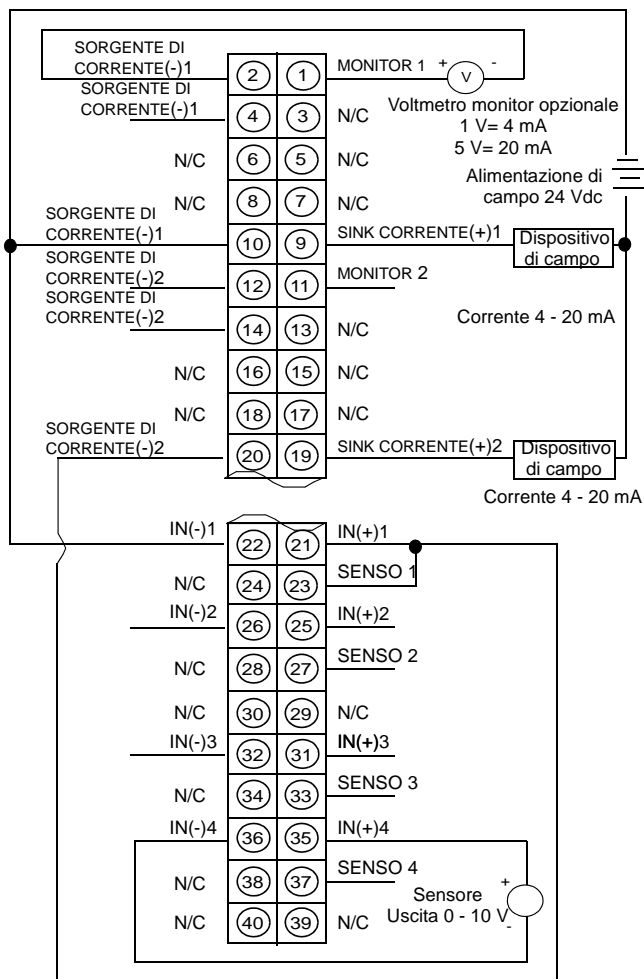 SORGENTE DI
CORRENTE(-)1
2
1
MONITOR 1
+
V
-
SORGENTE DI
CORRENTE(-)1
4
3
N/C
Voltmetro monitor opzionale
1 V= 4 mA
5 V= 20 mA
N/C
6
5
N/C
Alimentazione di
campo 24 Vdc
N/C
8
7
N/C
SORGENTE DI
CORRENTE(-)1
10
9
SINK CORRENTE(+)1
Dispositivo
di campo
SORGENTE DI
CORRENTE(-)2
12
11
MONITOR 2
SORGENTE DI
CORRENTE(-)2
14
13
N/C
Corrente 4 - 20 mA
N/C
16
15
N/C
N/C
18
17
N/C
SORGENTE DI
CORRENTE(-)2
20
19
SINK CORRENTE(+)2
Dispositivo
di campo
Corrente 4 - 20 mA
IN(-)1
22
21
IN(+)1
N/C
24
23
SENSO 1
IN(-)2
26
25
IN(+)2
N/C
28
27
SENSO 2
N/C
30
29
N/C
IN(-)3
32
31
IN(+)3
N/C
34
33
SENSO 3
IN(-)4
36
35
IN(+)4
N/C
38
37
SENSO 4
Sensore
Uscita 0 - 10 V
+
-
N/C
40
39
N/C